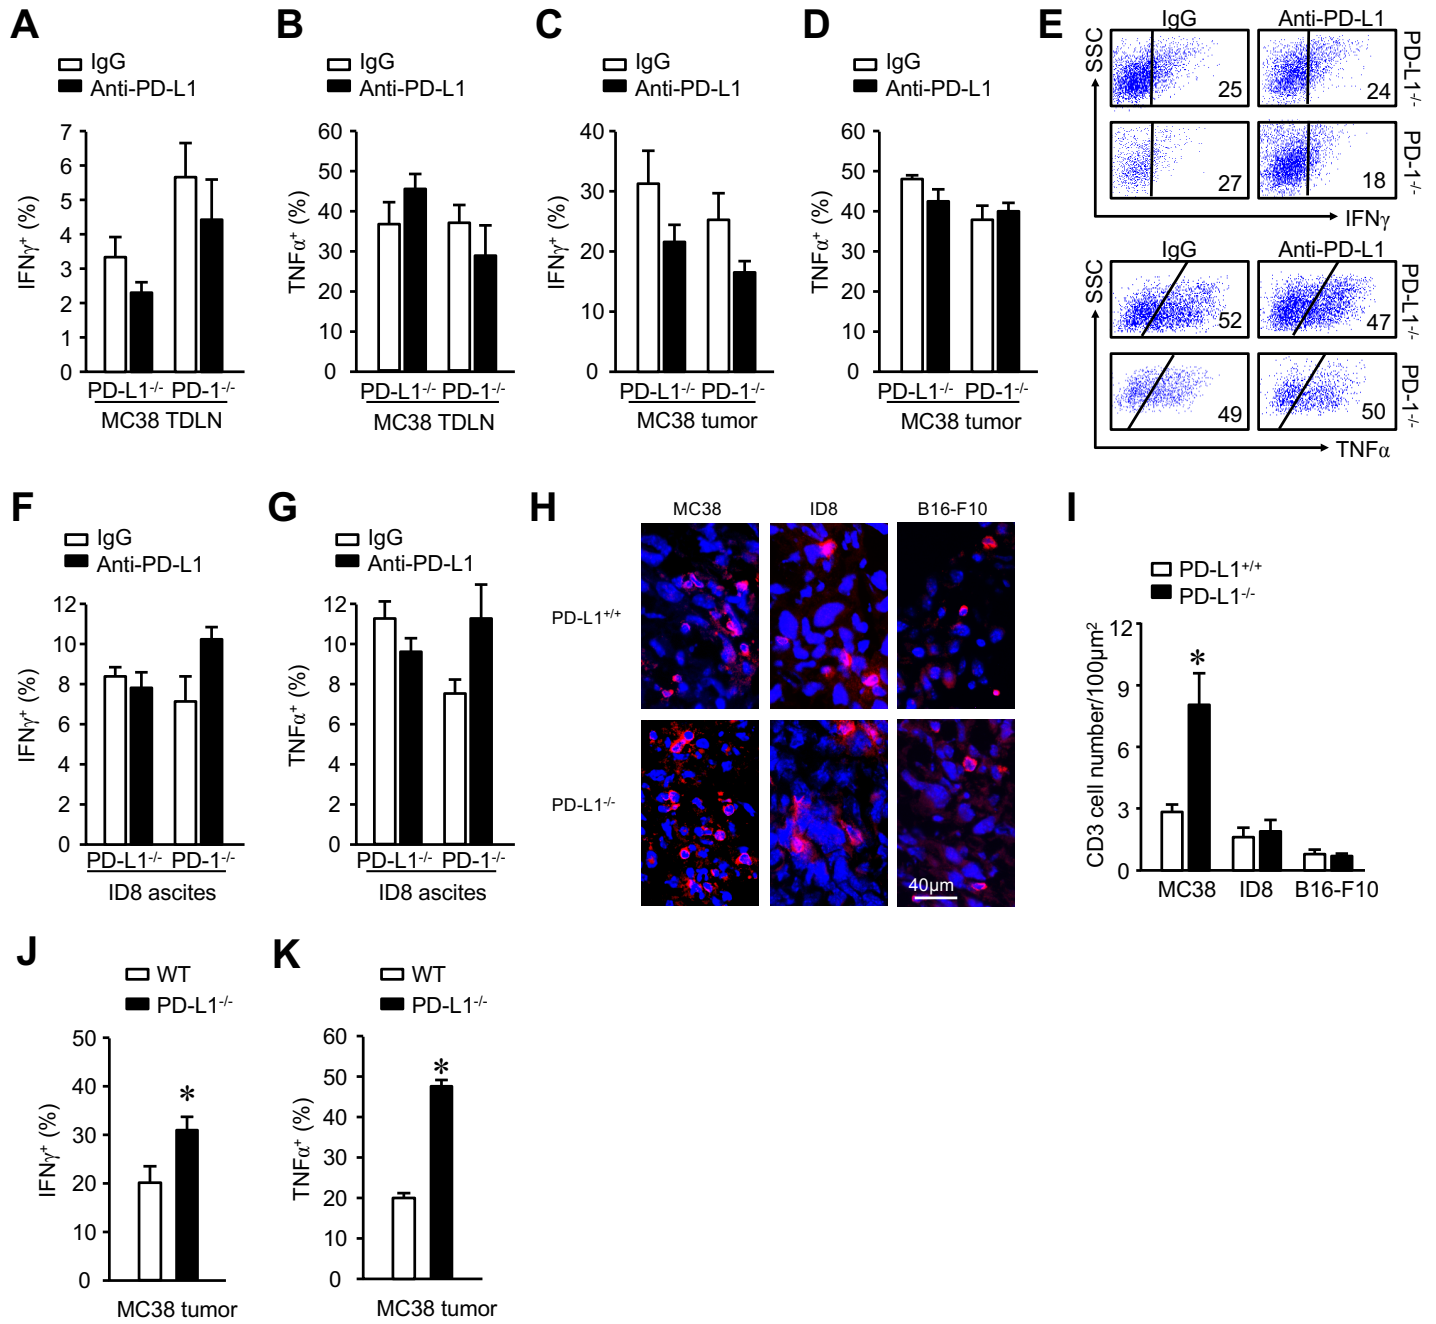 A
IgG
Anti-PD-L1
IFNγ⁺ (%)
7
6
5
4
3
2
1
0
PD-L1⁻/⁻ PD-1⁻/⁻
MC38 TDLN
B
IgG
Anti-PD-L1
TNFα⁺ (%)
60
50
40
30
20
10
0
PD-L1⁻/⁻ PD-1⁻/⁻
MC38 TDLN
C
IgG
Anti-PD-L1
IFNγ⁺ (%)
40
30
20
10
0
PD-L1⁻/⁻ PD-1⁻/⁻
MC38 tumor
D
IgG
Anti-PD-L1
TNFα⁺ (%)
60
50
40
30
20
10
0
PD-L1⁻/⁻ PD-1⁻/⁻
MC38 tumor
E
IgG Anti-PD-L1
SSC
25 24 PD-L1⁻/⁻
27 18 PD-1⁻/⁻
IFNγ
IgG Anti-PD-L1
SSC
52 47 PD-L1⁻/⁻
49 50 PD-1⁻/⁻
TNFα
F
IgG
Anti-PD-L1
IFNγ⁺ (%)
12
10
8
6
4
2
0
PD-L1⁻/⁻ PD-1⁻/⁻
ID8 ascites
G
IgG
Anti-PD-L1
TNFα⁺ (%)
12
10
8
6
4
2
0
PD-L1⁻/⁻ PD-1⁻/⁻
ID8 ascites
H
MC38 ID8 B16-F10
PD-L1⁺/⁺
PD-L1⁻/⁻
40μm
I
PD-L1⁺/⁺
PD-L1⁻/⁻
CD3 cell number/100μm²
12
9
6
3
0
*
MC38 ID8 B16-F10
J
WT
PD-L1⁻/⁻
IFNγ⁺ (%)
50
40
30
20
10
0
*
MC38 tumor
K
WT
PD-L1⁻/⁻
TNFα⁺ (%)
60
50
40
30
20
10
0
*
MC38 tumor